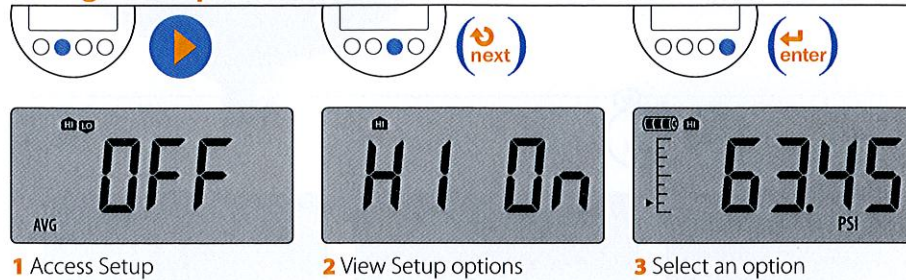 next
enter
HI LO
OFF
AVG
HI
HI On
HI
63.45
PSI
1 Access Setup
2 View Setup options
3 Select an option